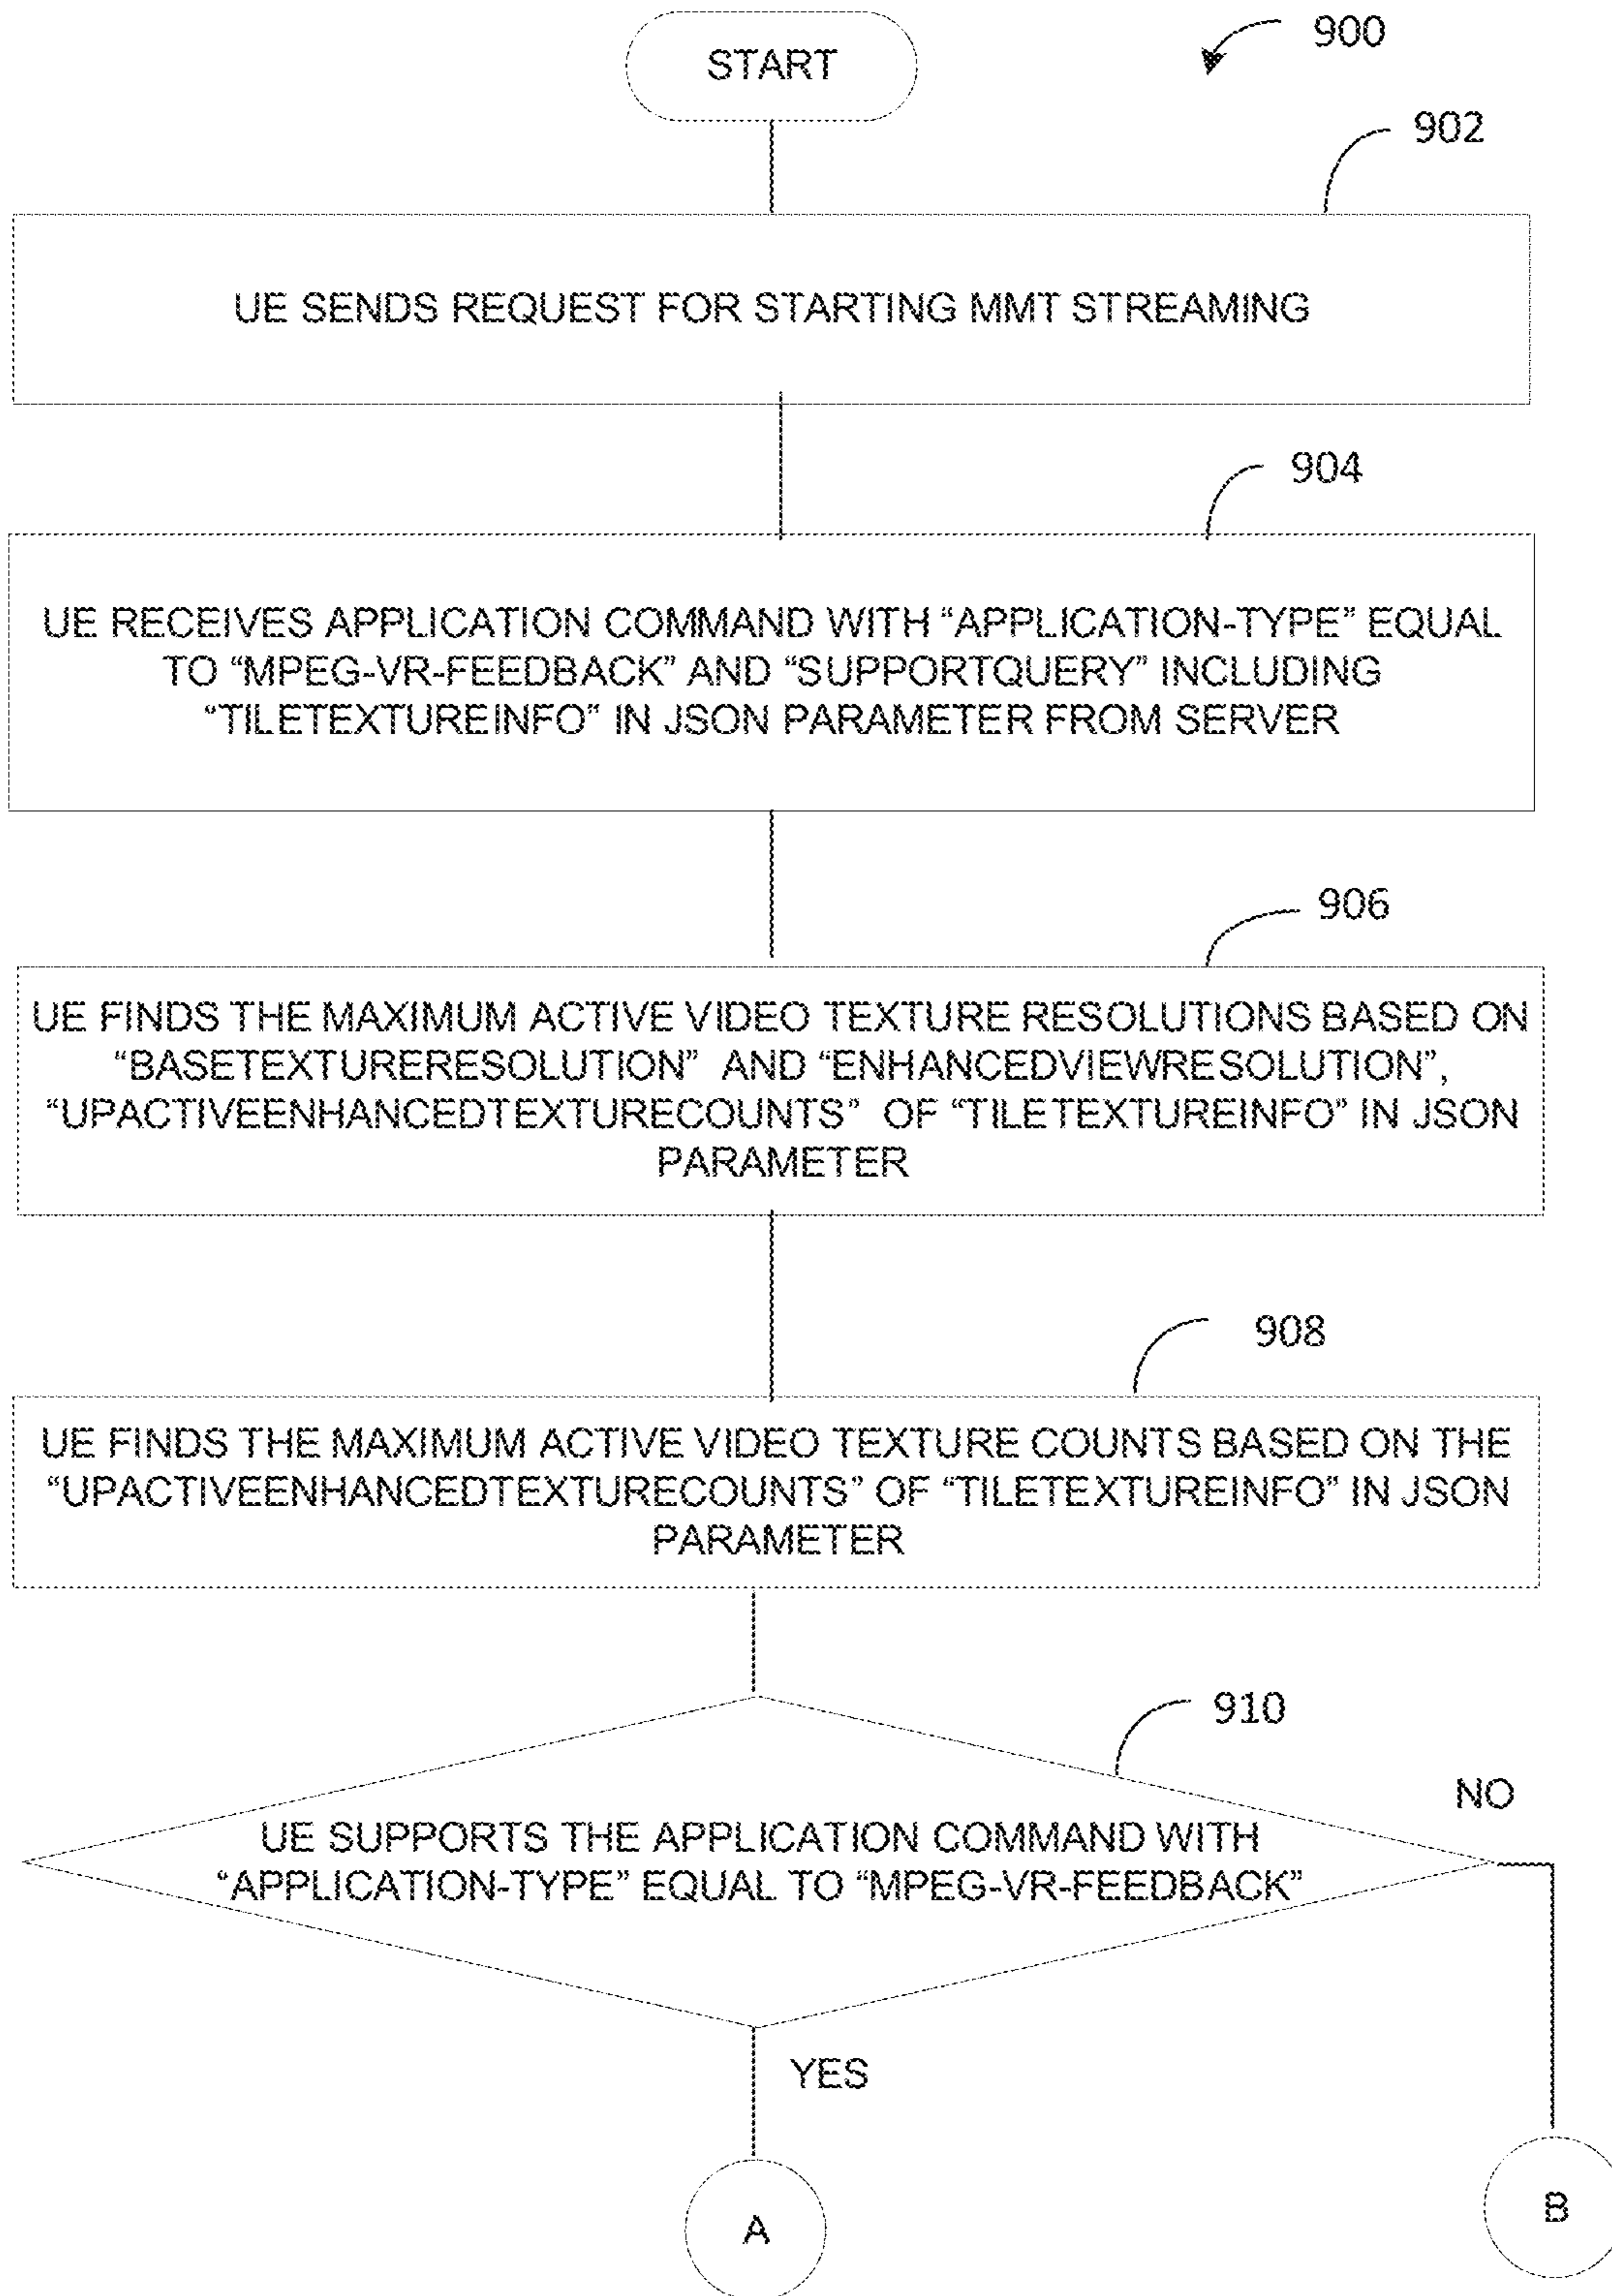 START
900
902
UE SENDS REQUEST FOR STARTING MMT STREAMING
904
UE RECEIVES APPLICATION COMMAND WITH “APPLICATION-TYPE” EQUAL
TO “MPEG-VR-FEEDBACK” AND “SUPPORTQUERY” INCLUDING
“TILETEXTUREINFO” IN JSON PARAMETER FROM SERVER
906
UE FINDS THE MAXIMUM ACTIVE VIDEO TEXTURE RESOLUTIONS BASED ON
“BASETEXTURERESOLUTION” AND “ENHANCEDVIEWRESOLUTION”,
“UPACTIVEENHANCEDTEXTURECOUNTS” OF “TILETEXTUREINFO” IN JSON
PARAMETER
908
UE FINDS THE MAXIMUM ACTIVE VIDEO TEXTURE COUNTS BASED ON THE
“UPACTIVEENHANCEDTEXTURECOUNTS” OF “TILETEXTUREINFO” IN JSON
PARAMETER
910
NO
UE SUPPORTS THE APPLICATION COMMAND WITH
“APPLICATION-TYPE” EQUAL TO “MPEG-VR-FEEDBACK”
YES
A
B